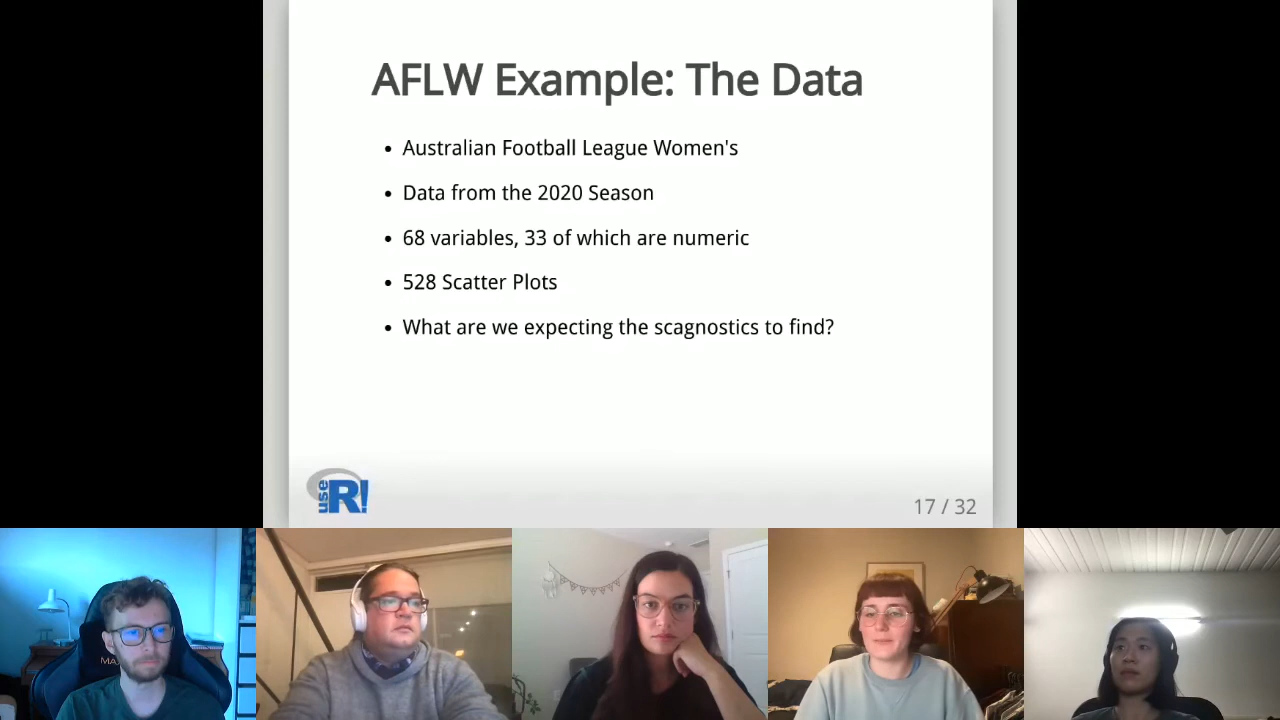 AFLW Example: The Data
Australian Football League Women's
Data from the 2020 Season
68 variables, 33 of which are numeric
528 Scatter Plots
What are we expecting the scagnostics to find?
use R!
17 / 32